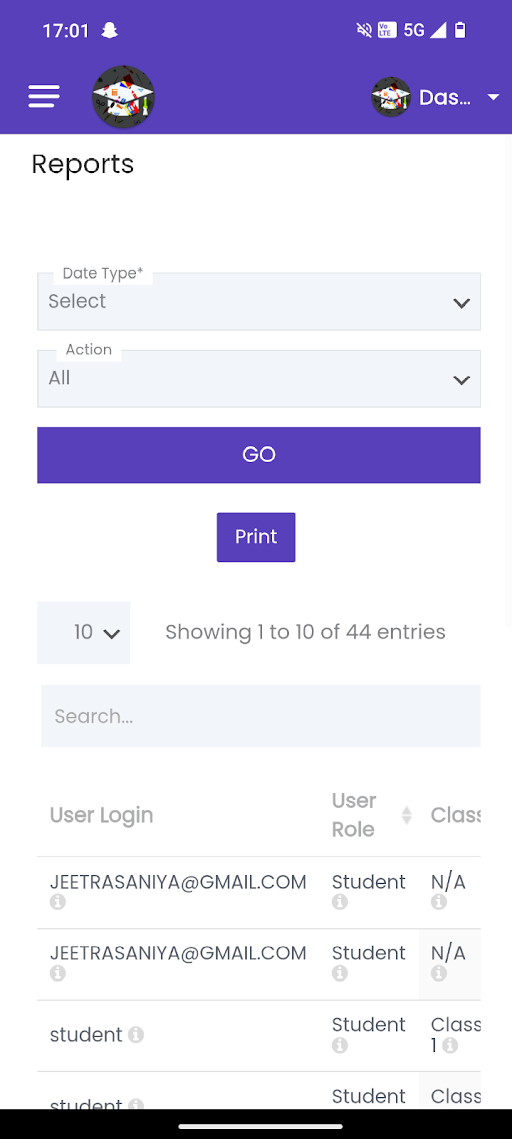 17:01 Vo LTE 5G
Das...
Reports
Date Type*
Select
Action
All
GO
Print
10 Showing 1 to 10 of 44 entries
Search...
User Login User Role Class
JEETRASANIYA@GMAIL.COM Student N/A
JEETRASANIYA@GMAIL.COM Student N/A
student Student Class 1
student Student Class